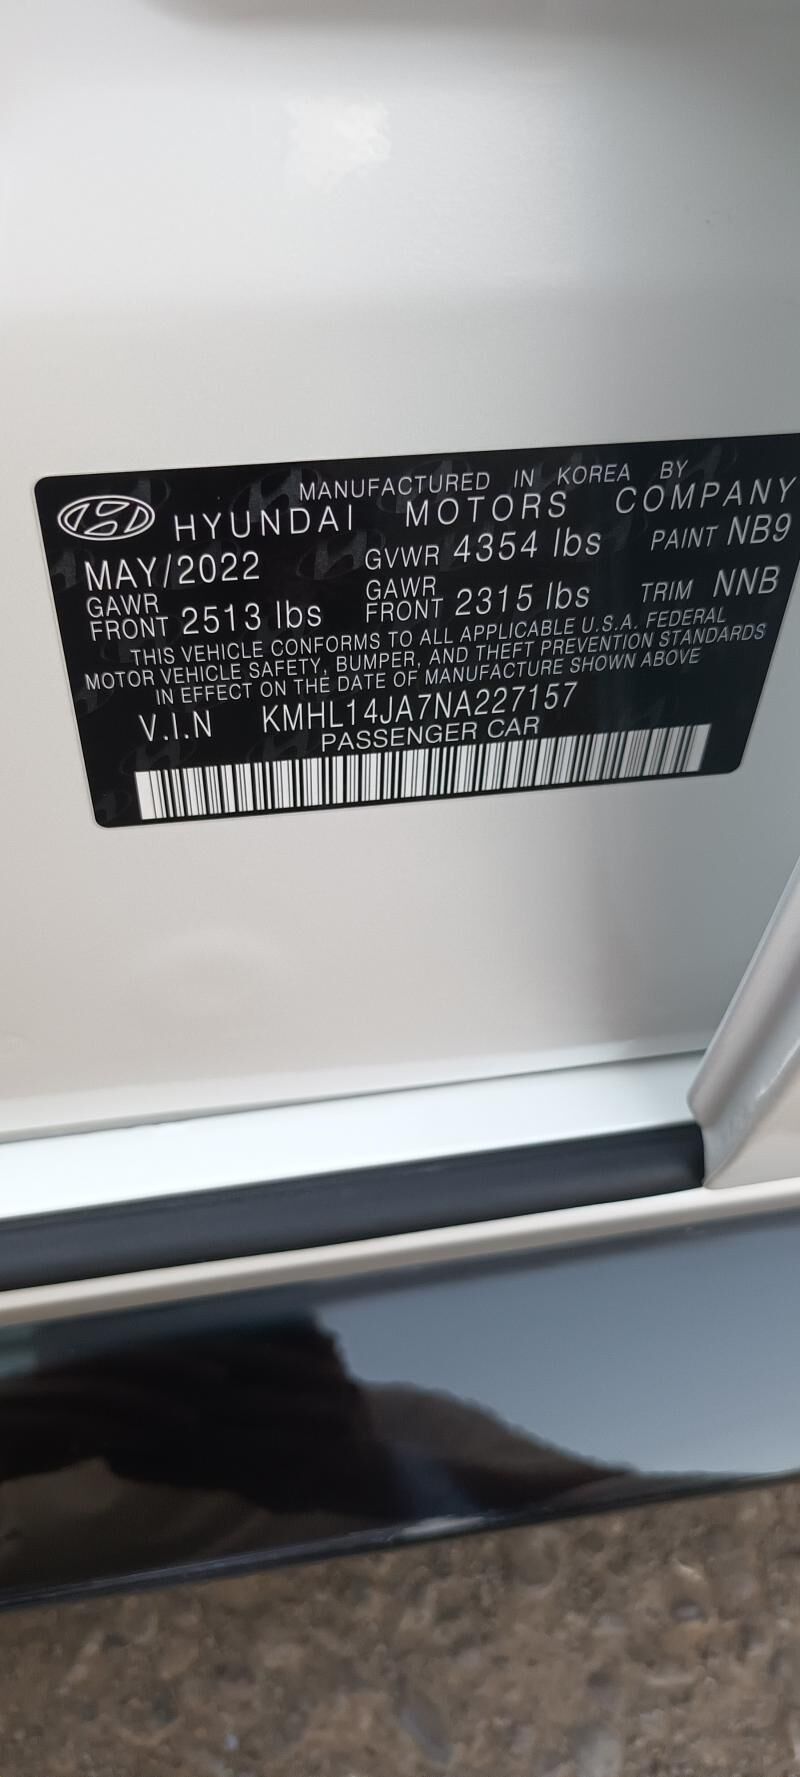 MANUFACTURED IN KOREA BY
HYUNDAI MOTORS COMPANY
MAY/2022 GVWR 4354 lbs PAINT NB9
GAWR FRONT 2513 lbs GAWR FRONT 2315 lbs TRIM NNB
THIS VEHICLE CONFORMS TO ALL APPLICABLE U.S.A. FEDERAL
MOTOR VEHICLE SAFETY, BUMPER, AND THEFT PREVENTION STANDARDS
IN EFFECT ON THE DATE OF MANUFACTURE SHOWN ABOVE
V.I.N KMHL14JA7NA227157
PASSENGER CAR